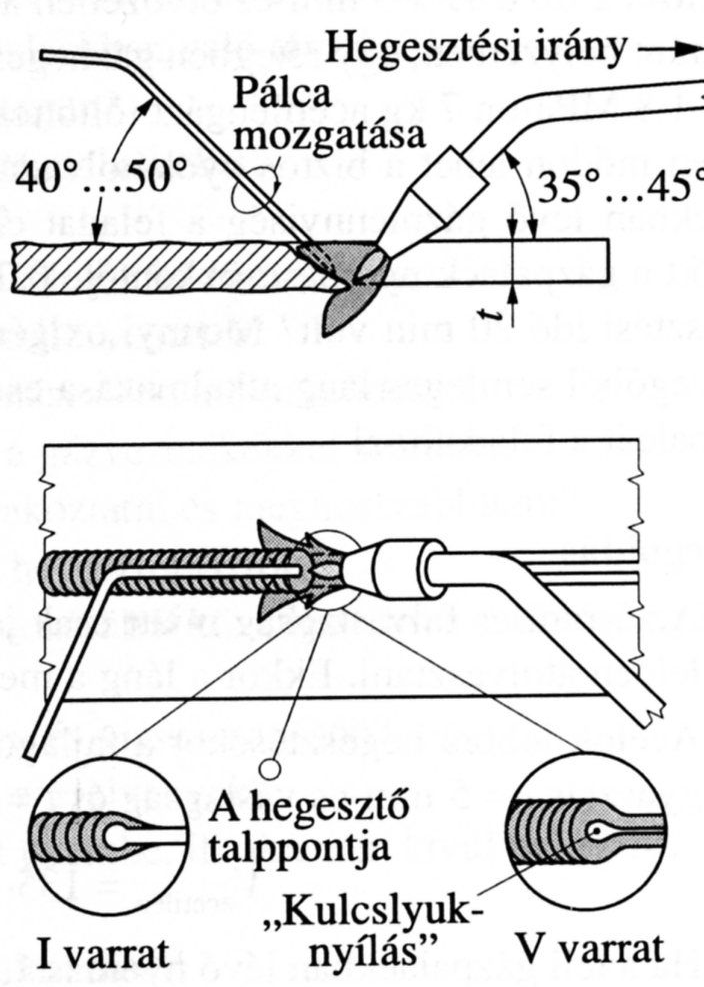 Hegesztési irány
Pálca
mozgatása
40°...50°
35°...45°
t
A hegesztő
talppontja
„Kulcslyuk-
nyílás”
I varrat
V varrat